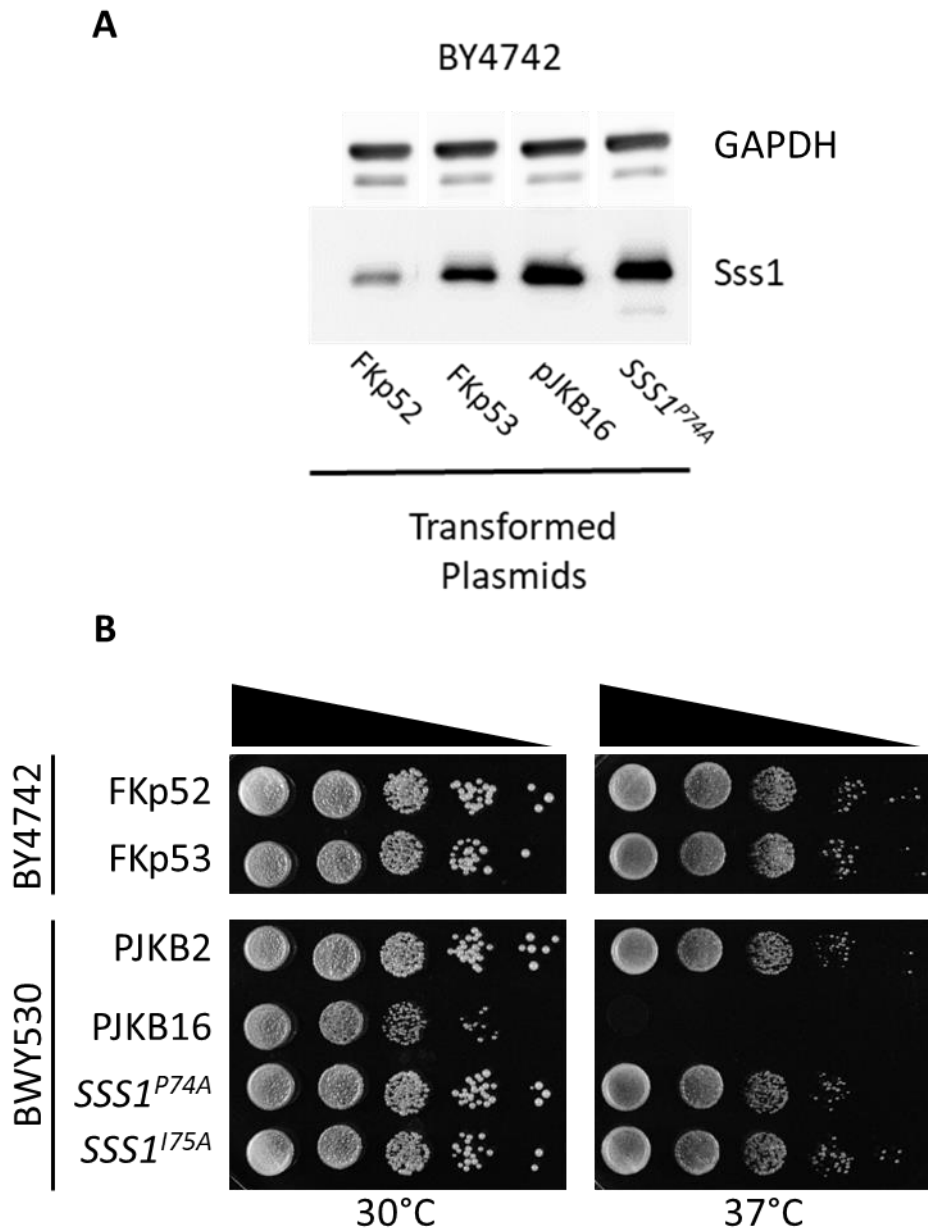 A
BY4742
GAPDH
Sss1
FKp52
FKp53
pJKB16
SSS1P74A
Transformed
Plasmids
B
BY4742
FKp52
FKp53
BWY530
PJKB2
PJKB16
SSS1P74A
SSS1I75A
30°C
37°C